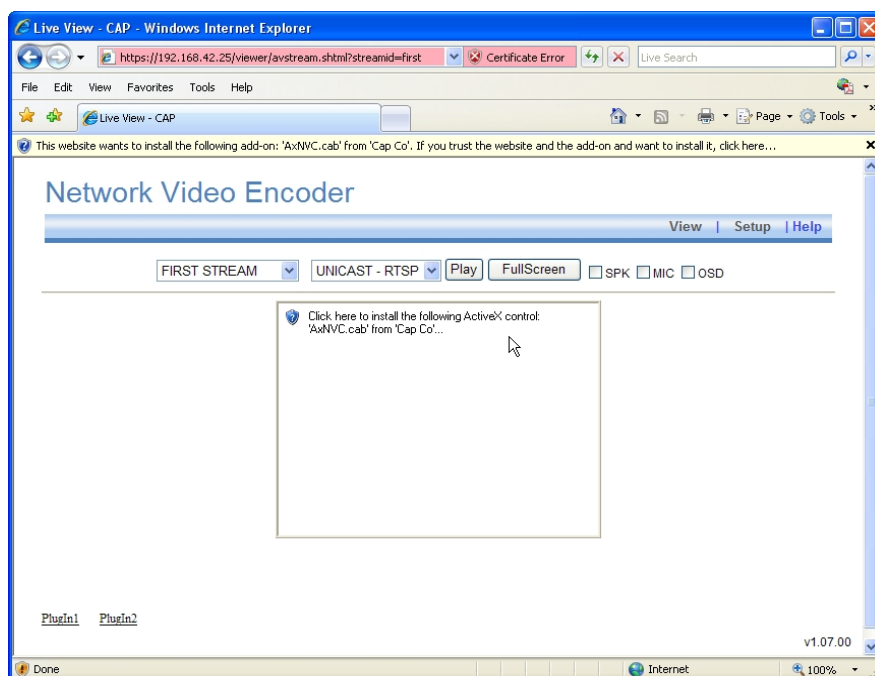 Live View - CAP - Windows Internet Explorer
https://192.168.42.25/viewer/avstream.shtml?streamid=first
Certificate Error
Live Search
File Edit View Favorites Tools Help
Live View - CAP
Page
Tools
This website wants to install the following add-on: 'AxNVC.cab' from 'Cap Co'. If you trust the website and the add-on and want to install it, click here...
Network Video Encoder
View | Setup | Help
FIRST STREAM UNICAST - RTSP Play FullScreen SPK MIC OSD
Click here to install the following ActiveX control:
'AxNVC.cab' from 'Cap Co'...
PlugIn1 PlugIn2
v1.07.00
Done Internet 100%